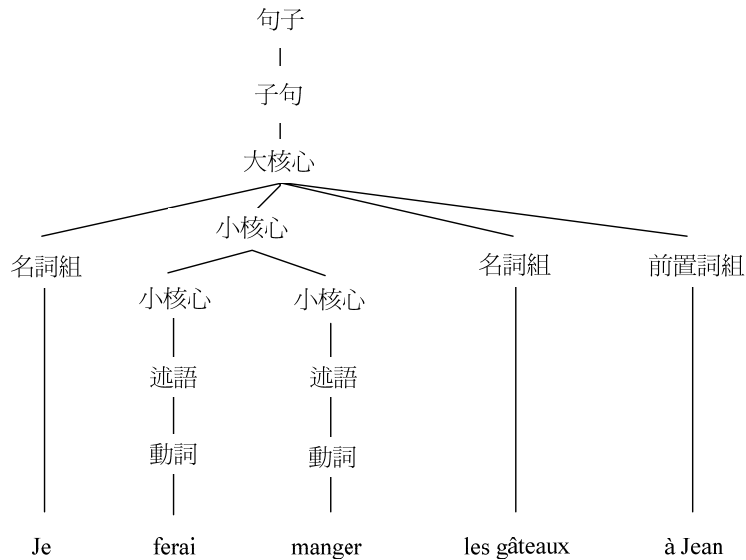 句子
子句
大核心
小核心
名詞組 名詞組 前置詞組
小核心 小核心
述語 述語
動詞 動詞
Je ferai manger les gâteaux à Jean